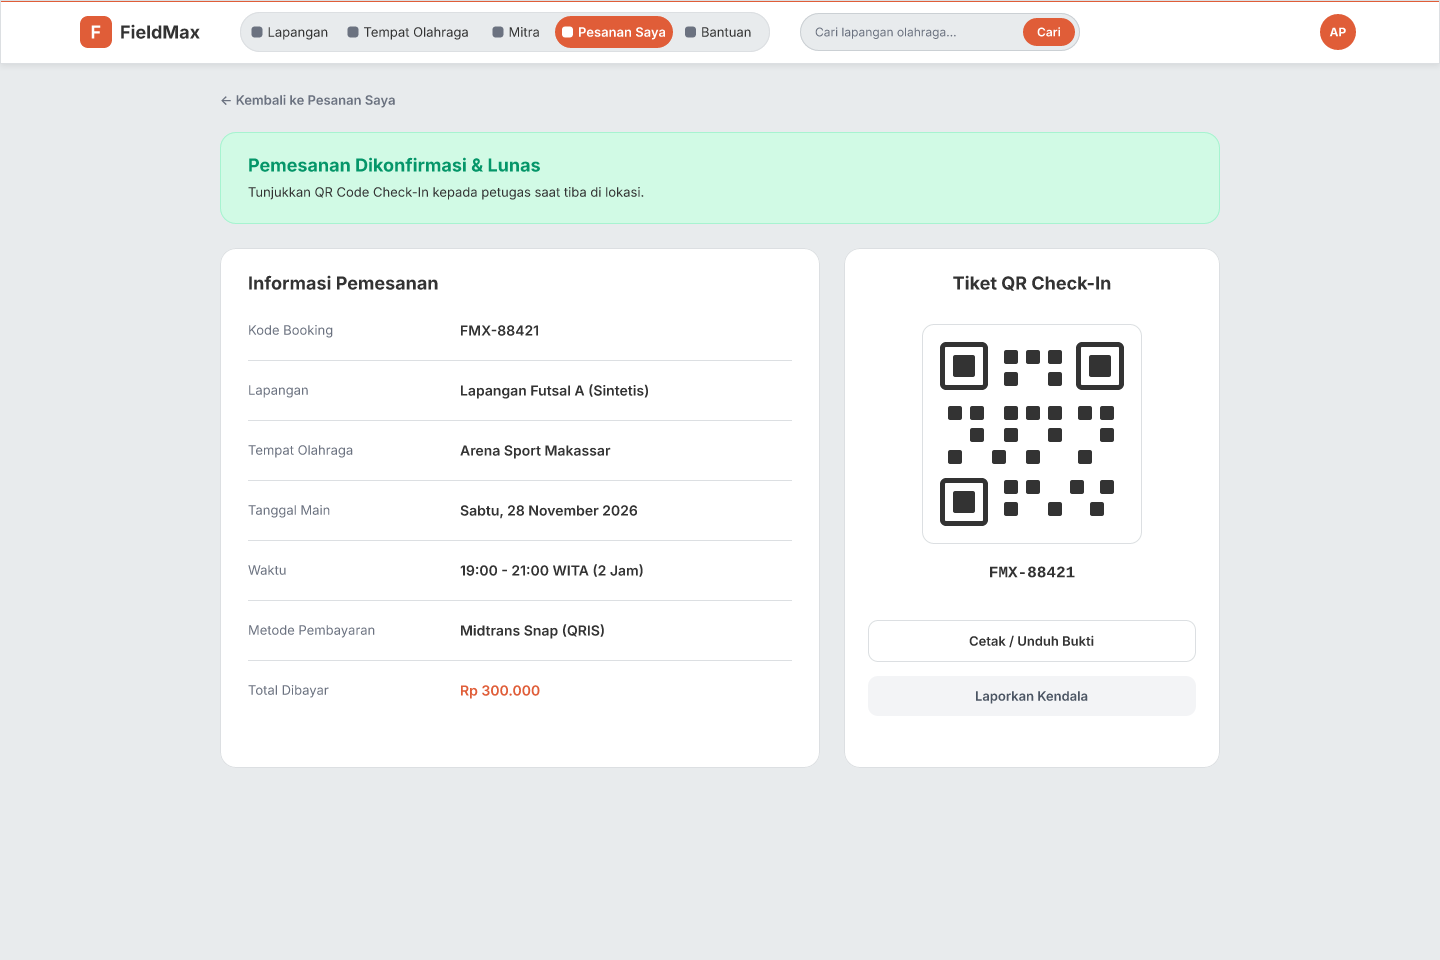 F FieldMax Lapangan Tempat Olahraga Mitra Pesanan Saya Bantuan Cari lapangan olahraga... Cari AP
← Kembali ke Pesanan Saya
Pemesanan Dikonfirmasi & Lunas
Tunjukkan QR Code Check-In kepada petugas saat tiba di lokasi.
Informasi Pemesanan
Kode Booking FMX-88421
Lapangan Lapangan Futsal A (Sintetis)
Tempat Olahraga Arena Sport Makassar
Tanggal Main Sabtu, 28 November 2026
Waktu 19:00 - 21:00 WITA (2 Jam)
Metode Pembayaran Midtrans Snap (QRIS)
Total Dibayar Rp 300.000
Tiket QR Check-In
FMX-88421
Cetak / Unduh Bukti
Laporkan Kendala